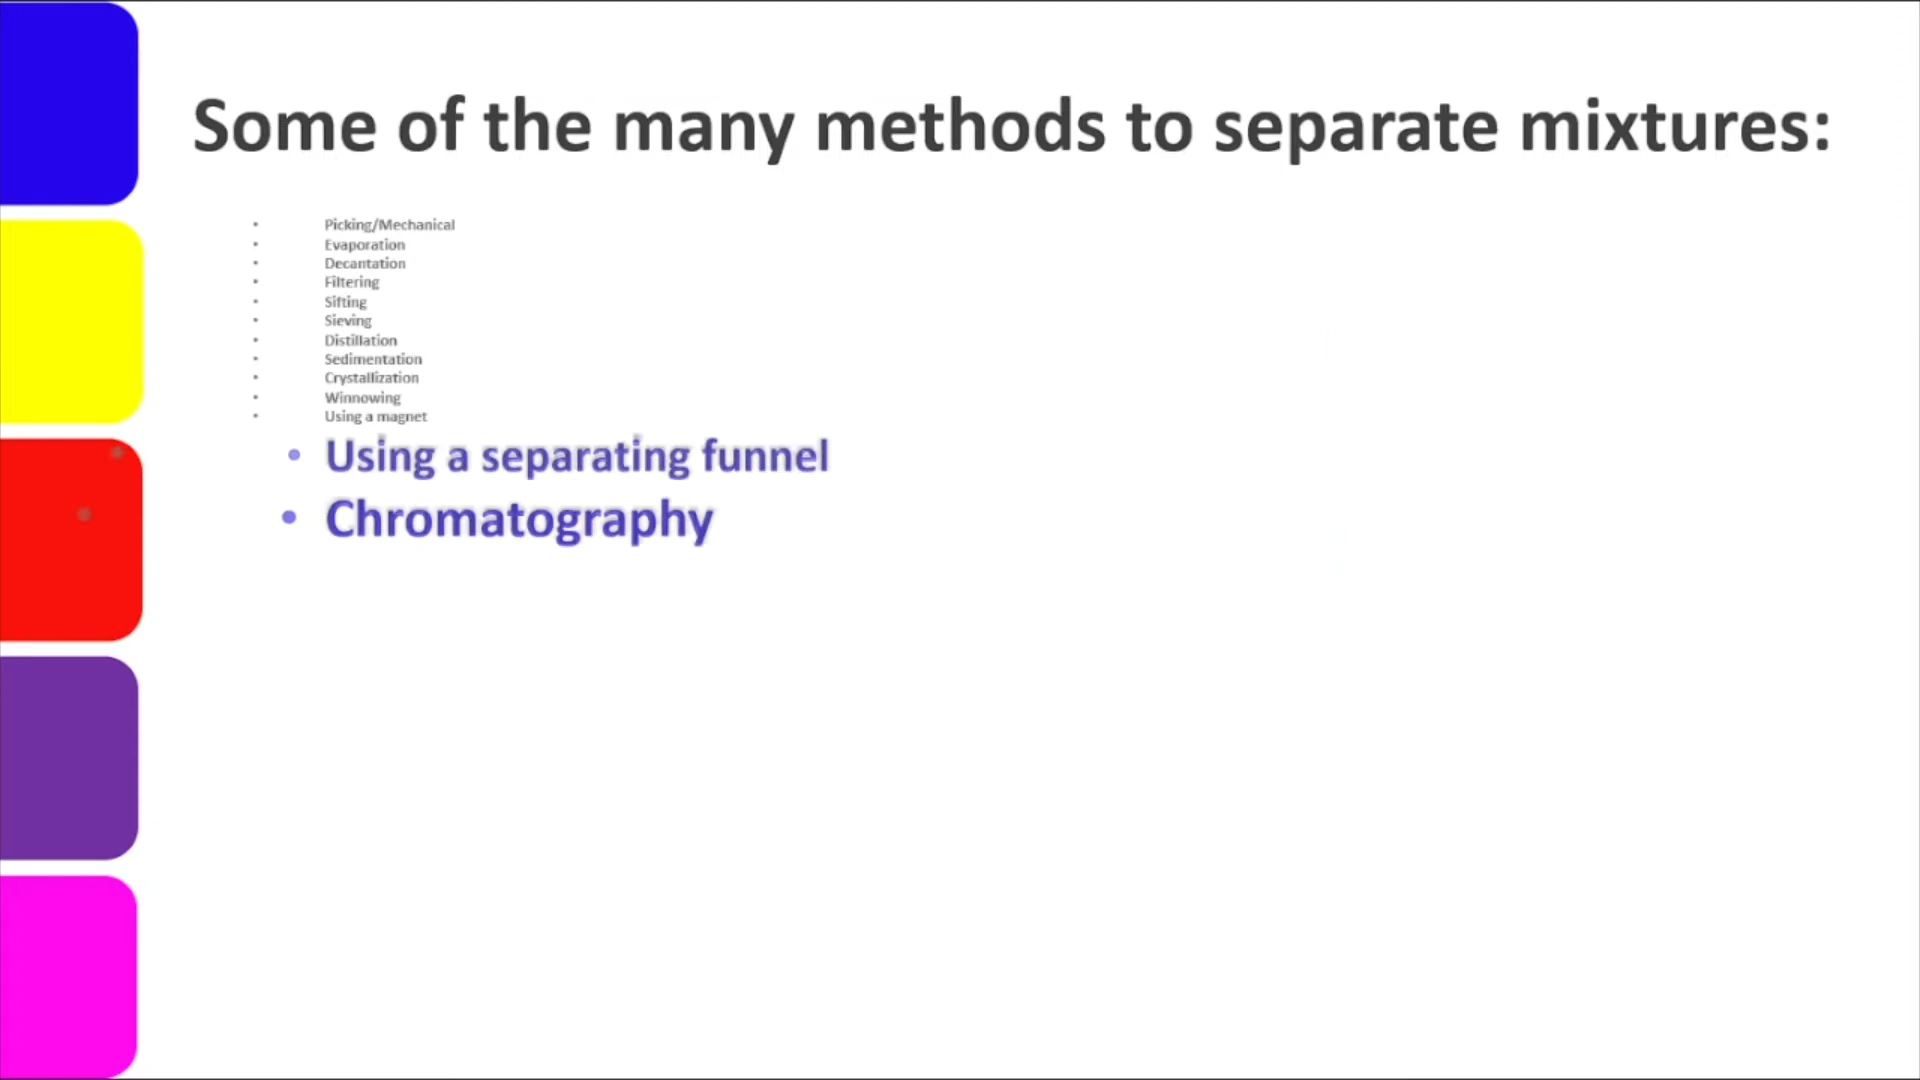 Some of the many methods to separate mixtures:
• Picking/Mechanical
• Evaporation
• Decantation
• Filtering
• Sifting
• Sieving
• Distillation
• Sedimentation
• Crystallization
• Winnowing
• Using a magnet
• Using a separating funnel
• Chromatography